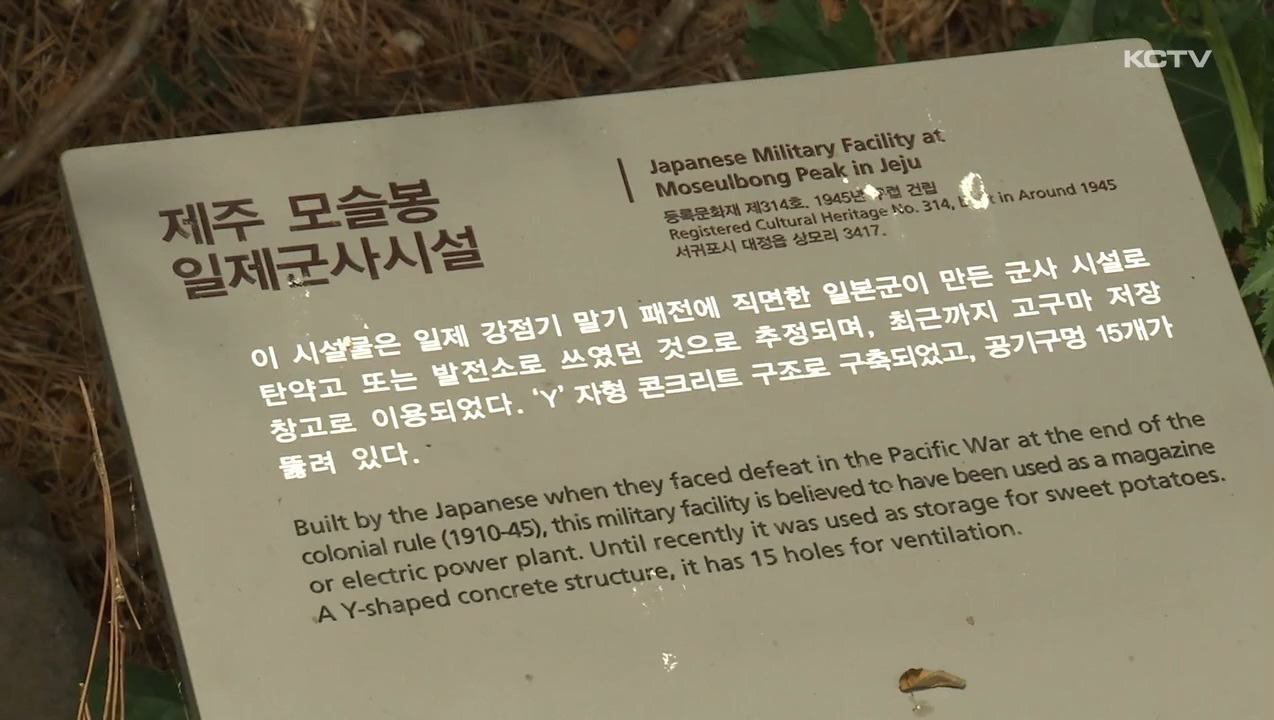 KCTV
제주 모슬봉
일제군사시설
Japanese Military Facility at
Moseulbong Peak in Jeju
등록문화재 제314호. 1945년 건립
Registered Cultural Heritage No. 314, in Around 1945
서귀포시 대정읍 상모리 3417.
이 시설물은 일제 강점기 말기 패전에 직면한 일본군이 만든 군사 시설로
탄약고 또는 발전소로 쓰였던 것으로 추정되며, 최근까지 고구마 저장
창고로 이용되었다. ‘Y’ 자형 콘크리트 구조로 구축되었고, 공기구멍 15개가
뚫려 있다.
Built by the Japanese when they faced defeat in the Pacific War at the end of the
colonial rule (1910-45), this military facility is believed to have been used as a magazine
or electric power plant. Until recently it was used as storage for sweet potatoes.
A Y-shaped concrete structure, it has 15 holes for ventilation.